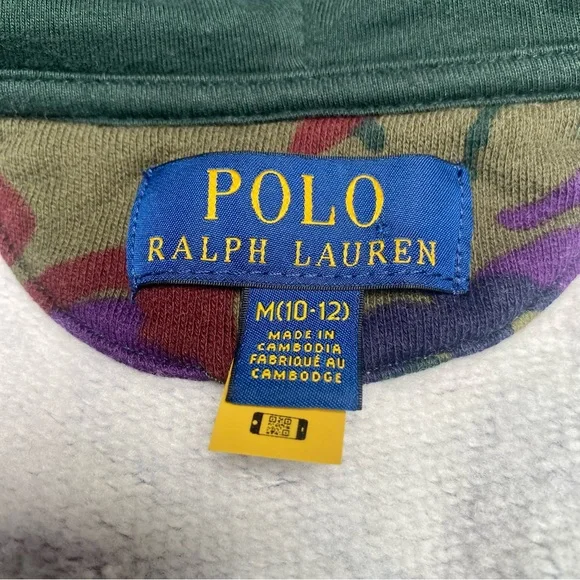 POLO
RALPH LAUREN
M(10-12)
MADE IN
CAMBODIA
FABRIQUÉ AU
CAMBODGE